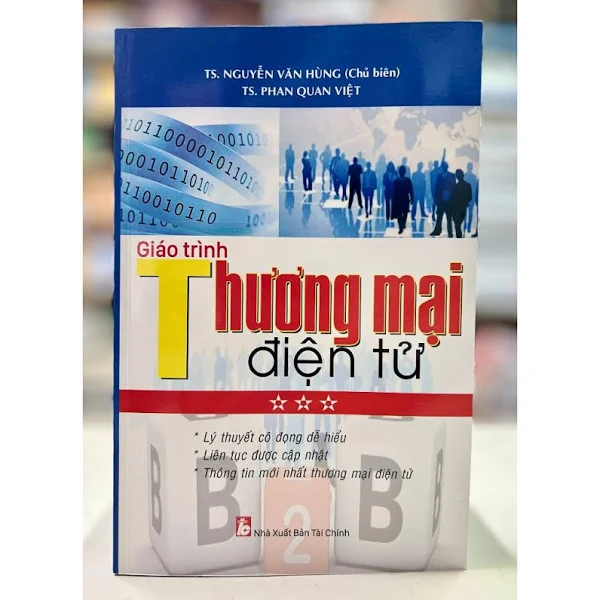 TS. NGUYỄN VĂN HÙNG (Chủ biên)
TS. PHAN QUAN VIỆT
Giáo trình
Thương mại
điện tử
* Lý thuyết cô đọng dễ hiểu
* Liên tục được cập nhật
* Thông tin mới nhất thương mại điện tử
B 2 B
Nhà Xuất Bản Tài Chính